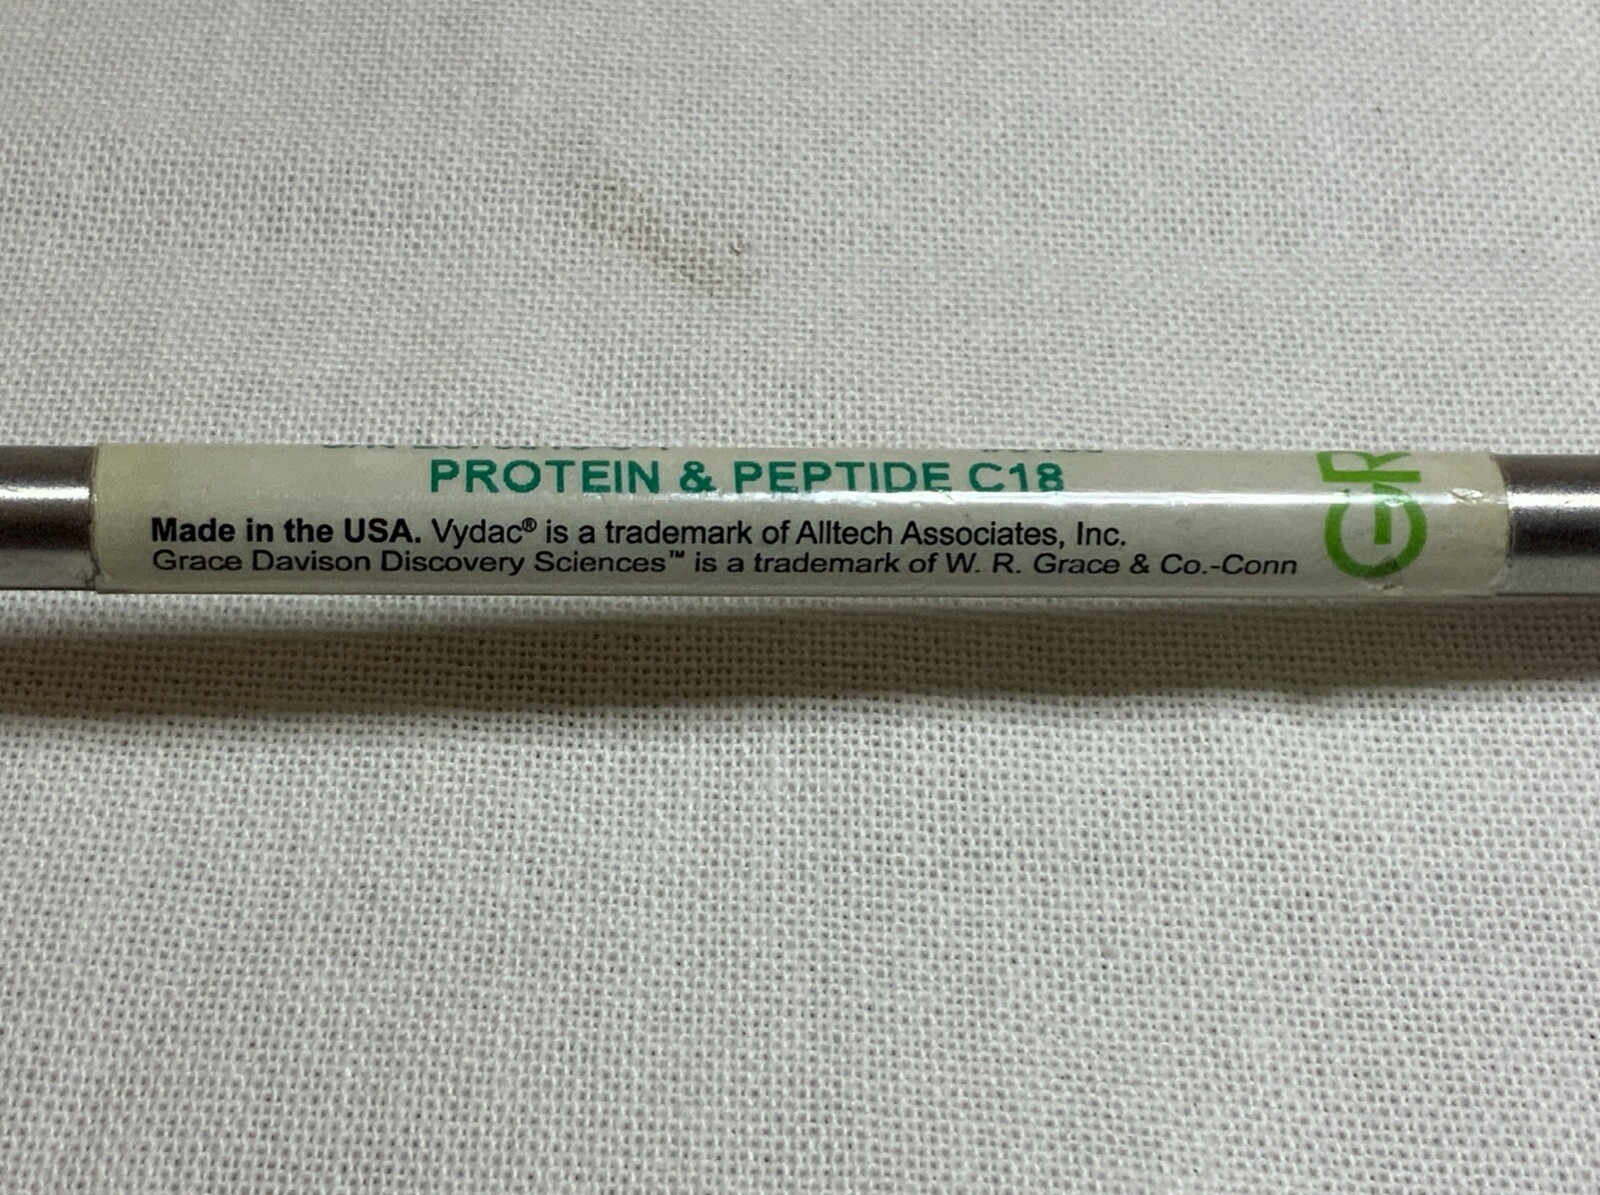 PROTEIN & PEPTIDE C18
Made in the USA. Vydac® is a trademark of Alltech Associates, Inc.
Grace Davison Discovery Sciences™ is a trademark of W. R. Grace & Co.-Conn
GR